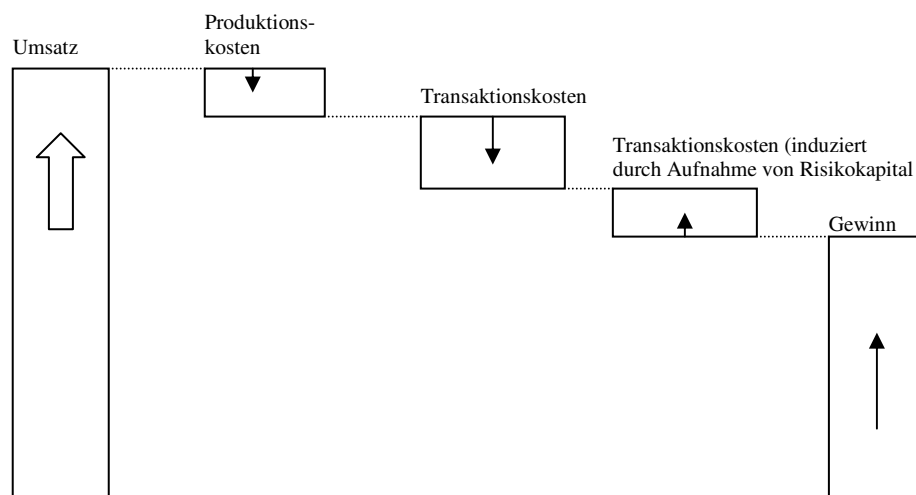 Umsatz
Produktions-
kosten
Transaktionskosten
Transaktionskosten (induziert
durch Aufnahme von Risikokapital
Gewinn